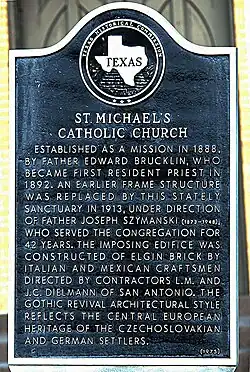 STATE HISTORICAL COMMISSION
TEXAS
ST. MICHAEL'S
CATHOLIC CHURCH
ESTABLISHED AS A MISSION IN 1888,
BY FATHER EDWARD BRUCKLIN, WHO
BECAME FIRST RESIDENT PRIEST IN
1892. AN EARLIER FRAME STRUCTURE
WAS REPLACED BY THIS STATELY
SANCTUARY IN 1913, UNDER DIRECTION
OF FATHER JOSEPH SZYMANSKI (1873-1948),
WHO SERVED THE CONGREGATION FOR
42 YEARS. THE IMPOSING EDIFICE WAS
CONSTRUCTED OF ELGIN BRICK BY
ITALIAN AND MEXICAN CRAFTSMEN
DIRECTED BY CONTRACTORS L.M. AND
J.C. DIELMANN OF SAN ANTONIO. THE
GOTHIC REVIVAL ARCHITECTURAL STYLE
REFLECTS THE CENTRAL EUROPEAN
HERITAGE OF THE CZECHOSLOVAKIAN
AND GERMAN SETTLERS.
(1975)